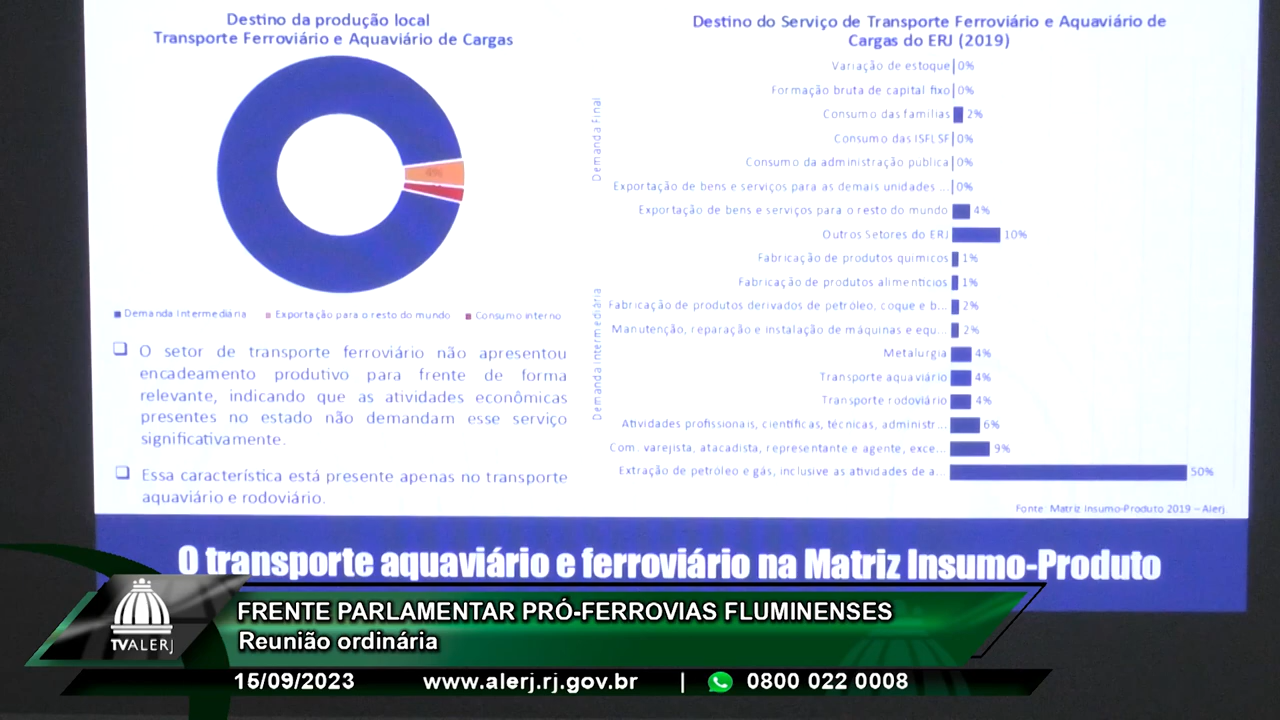 Destino da produção local
Transporte Ferroviário e Aquaviário de Cargas
4%
Demanda Intermediária
Exportação para o resto do mundo
Consumo interno
❑ O setor de transporte ferroviário não apresentou
encadeamento produtivo para frente de forma
relevante, indicando que as atividades econômicas
presentes no estado não demandam esse serviço
significativamente.
❑ Essa característica está presente apenas no transporte
aquaviário e rodoviário.
Destino do Serviço de Transporte Ferroviário e Aquaviário de
Cargas do ERJ (2019)
Demanda Final
Variação de estoque 0%
Formação bruta de capital fixo 0%
Consumo das familias 2%
Consumo das ISFLSF 0%
Consumo da administração publica 0%
Exportação de bens e serviços para as demais unidades ... 0%
Exportação de bens e serviços para o resto do mundo 4%
Demanda Intermediária
Outros Setores do ERJ 10%
Fabricação de produtos quimicos 1%
Fabricação de produtos alimenticios 1%
Fabricação de produtos derivados de petróleo, coque e b... 2%
Manutenção, reparação e instalação de máquinas e equ... 2%
Metalurgia 4%
Transporte aquaviário 4%
Transporte rodoviário 4%
Atividades profissionais, científicas, técnicas, administr... 6%
Com. varejista, atacadista, representante e agente, exce... 9%
Extração de petróleo e gás, inclusive as atividades de a... 50%
Fonte: Matriz Insumo-Produto 2019 – Alerj.
O transporte aquaviário e ferroviário na Matriz Insumo-Produto
FRENTE PARLAMENTAR PRÓ-FERROVIAS FLUMINENSES
Reunião ordinária
TVALERJ
15/09/2023 www.alerj.rj.gov.br | 0800 022 0008